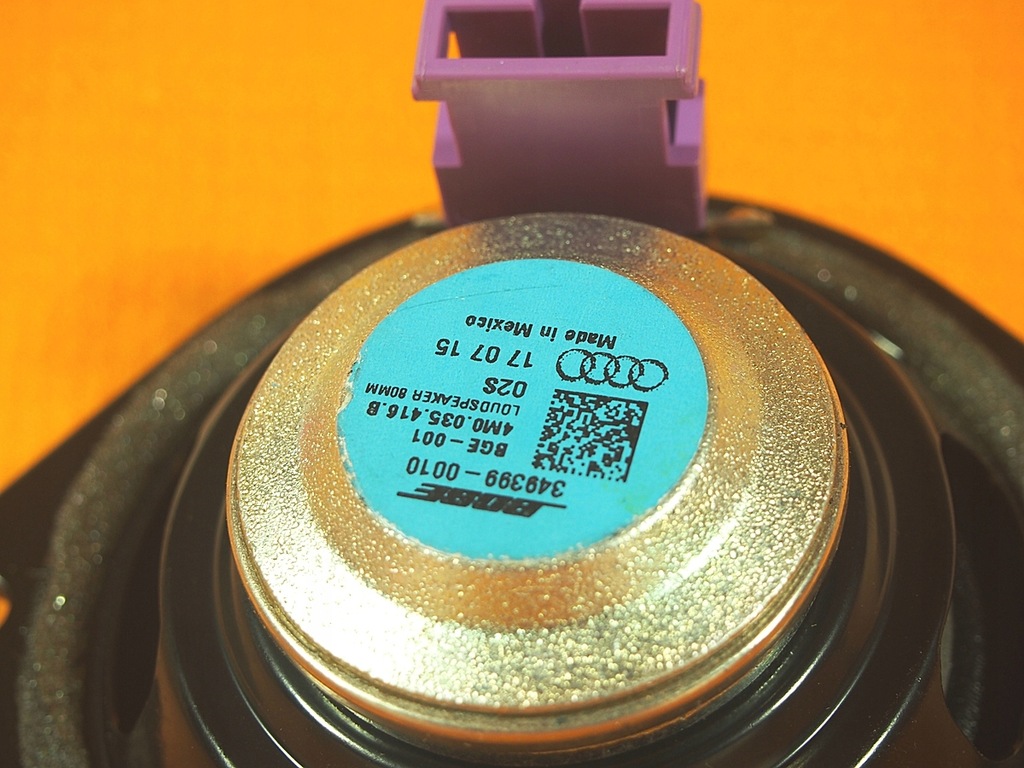 BOSE
349399-0010
BGE-001
4M0.035.416.B
LOUDSPEAKER 80MM
02S
17 07 15
Made in Mexico